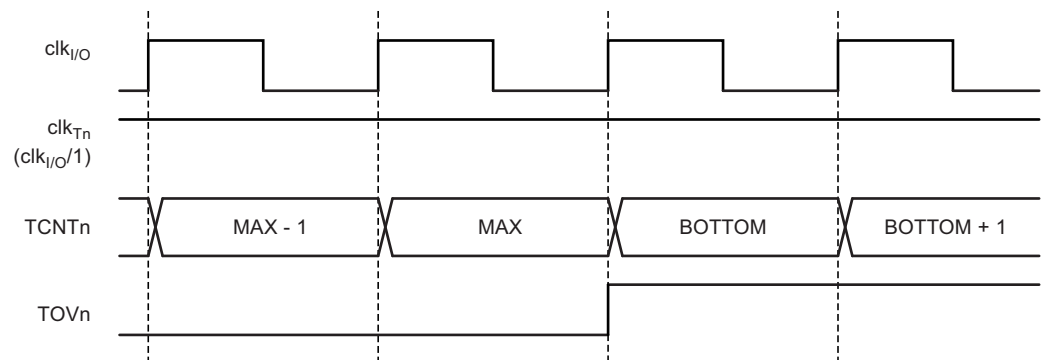 clkI/O
clkTn
(clkI/O/1)
TCNTn MAX - 1 MAX BOTTOM BOTTOM + 1
TOVn